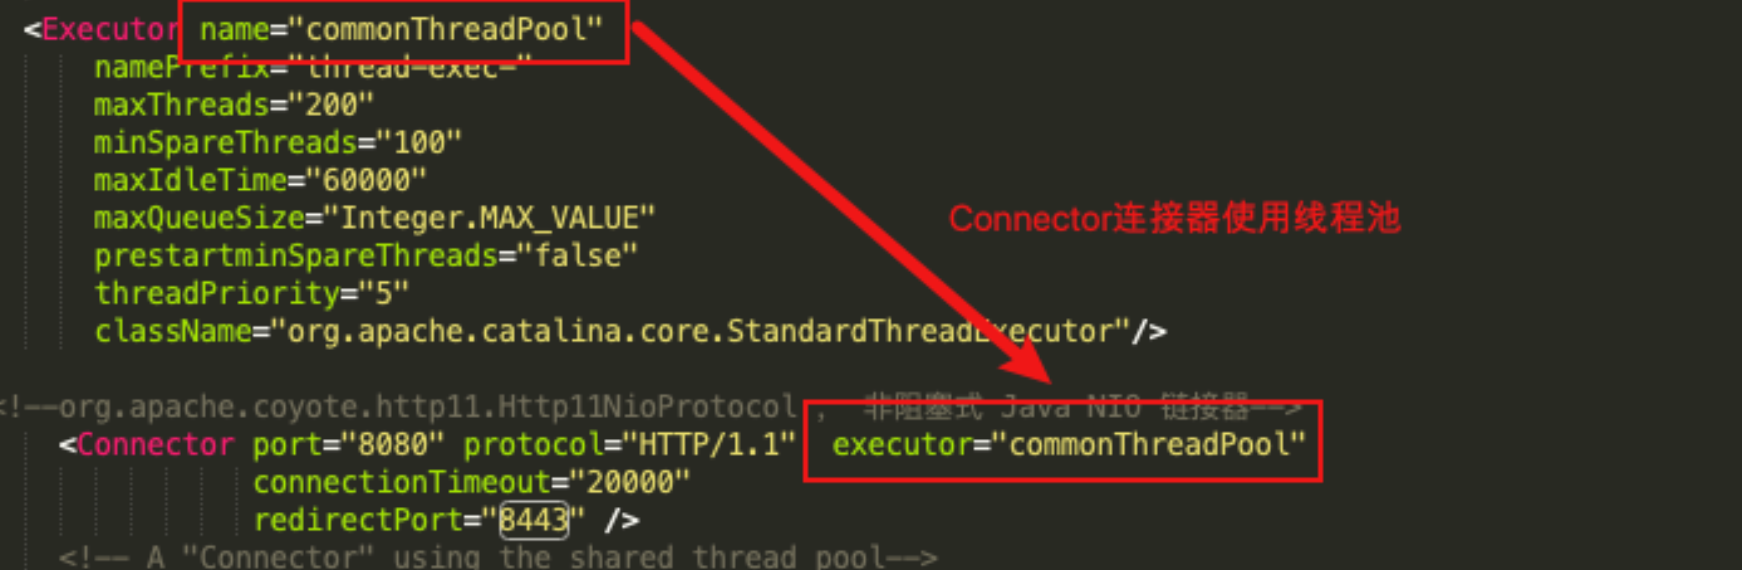 <Executor name="commonThreadPool"
namePrefix="thread-exec-"
maxThreads="200"
minSpareThreads="100"
maxIdleTime="60000"
maxQueueSize="Integer.MAX_VALUE"
Connector连接器使用线程池
prestartminSpareThreads="false"
threadPriority="5"
className="org.apache.catalina.core.StandardThreadExecutor"/>
<!--org.apache.coyote.http11.Http11NioProtocol , 非阻塞式 Java NIO 链接器-->
<Connector port="8080" protocol="HTTP/1.1" executor="commonThreadPool"
connectionTimeout="20000"
redirectPort="8443" />
<!-- A "Connector" using the shared thread pool-->